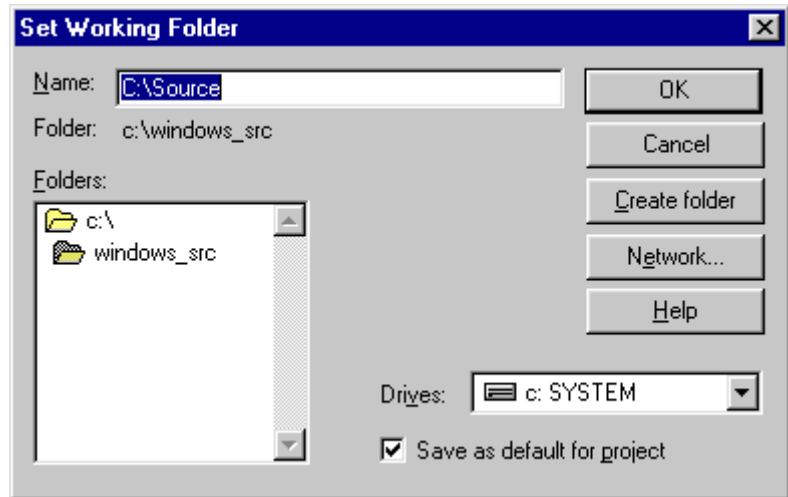 Set Working Folder
Name: C:\Source
OK
Folder: c:\windows_src
Cancel
Folders:
Create folder
c:\
windows_src
Network...
Help
Drives: c: SYSTEM
Save as default for project